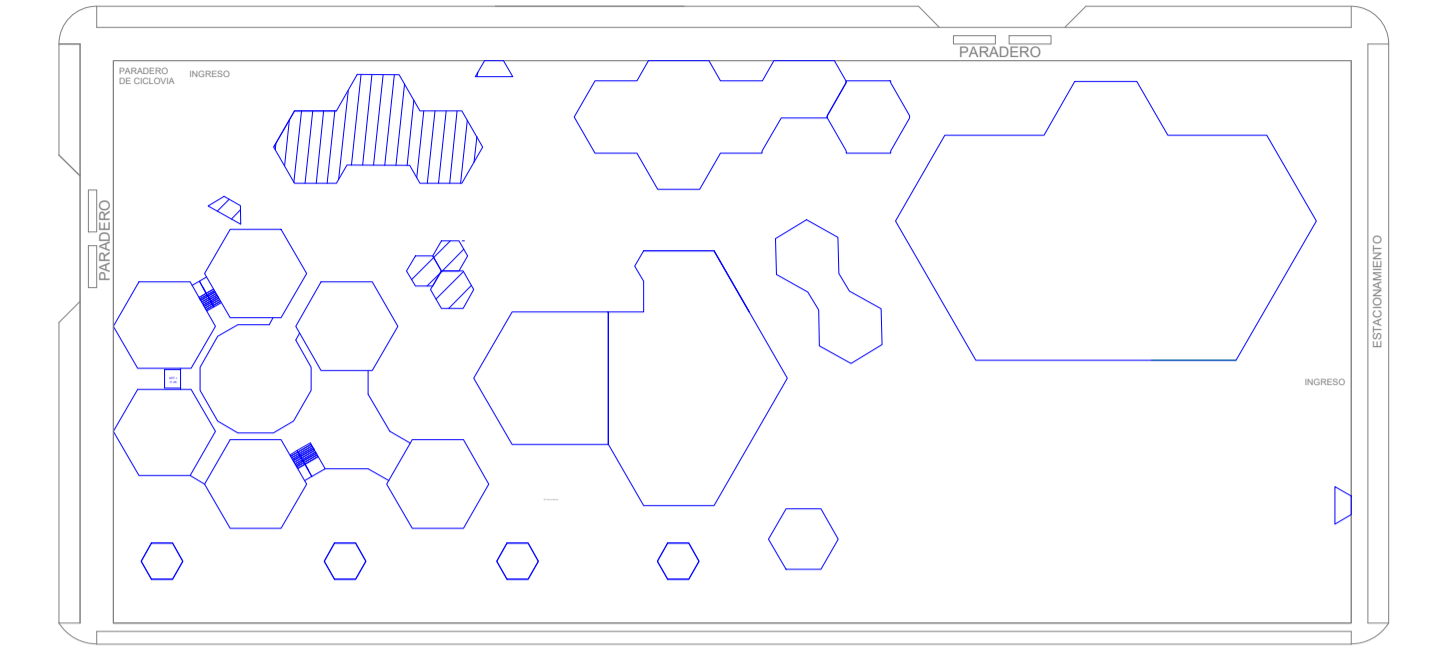 PARADERO
PARADERO
DE CICLOVIA
INGRESO
PARADERO
ESTACIONAMIENTO
INGRESO